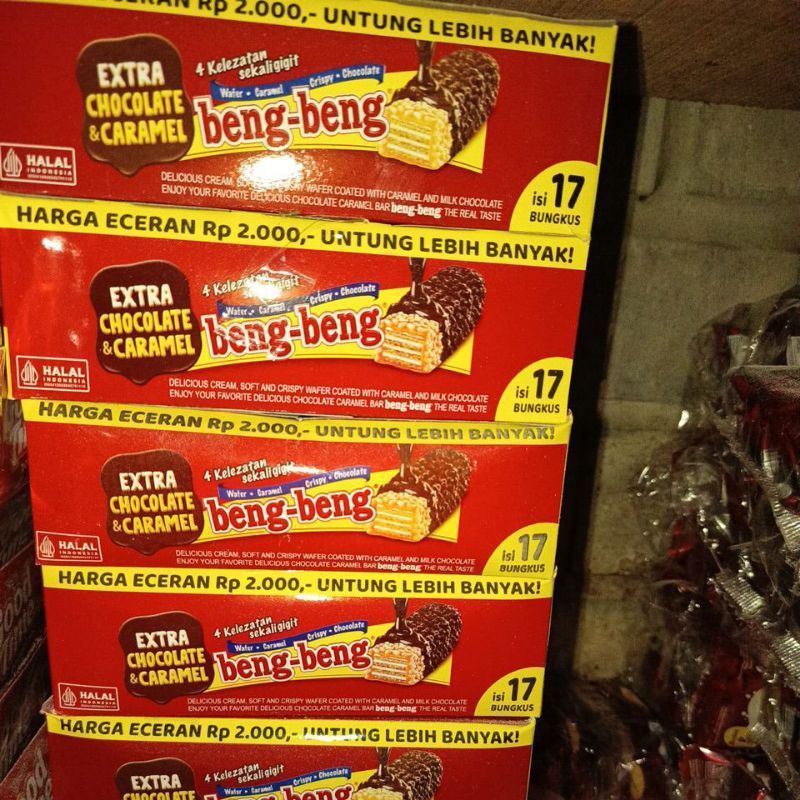 ECERAN Rp 2.000,- UNTUNG LEBIH BANYAK!
EXTRA
CHOCOLATE
& CARAMEL
4 Kelezatan
sekaligigit
Wafer • Caramel Crispy • Chocolate
beng-beng
HALAL
INDONESIA
DELICIOUS CREAM, SOFT AND CRISPY WAFER COATED WITH CARAMEL AND MILK CHOCOLATE
ENJOY YOUR FAVORITE DELICIOUS CHOCOLATE CARAMEL BAR beng-beng THE REAL TASTE
isi 17
BUNGKUS
HARGA ECERAN Rp 2.000,- UNTUNG LEBIH BANYAK!
EXTRA
CHOCOLATE
& CARAMEL
4 Kelezatan
sekaligigit
Wafer • Caramel Crispy • Chocolate
beng-beng
HALAL
INDONESIA
DELICIOUS CREAM, SOFT AND CRISPY WAFER COATED WITH CARAMEL AND MILK CHOCOLATE
ENJOY YOUR FAVORITE DELICIOUS CHOCOLATE CARAMEL BAR beng-beng THE REAL TASTE
isi 17
BUNGKUS
HARGA ECERAN Rp 2.000,- UNTUNG LEBIH BANYAK!
EXTRA
CHOCOLATE
& CARAMEL
4 Kelezatan
sekaligigit
Wafer • Caramel Crispy • Chocolate
beng-beng
HALAL
INDONESIA
DELICIOUS CREAM, SOFT AND CRISPY WAFER COATED WITH CARAMEL AND MILK CHOCOLATE
ENJOY YOUR FAVORITE DELICIOUS CHOCOLATE CARAMEL BAR beng-beng THE REAL TASTE
isi 17
BUNGKUS
HARGA ECERAN Rp 2.000,- UNTUNG LEBIH BANYAK!
EXTRA
CHOCOLATE
& CARAMEL
4 Kelezatan
sekaligigit
Wafer • Caramel Crispy • Chocolate
beng-beng
HALAL
INDONESIA
DELICIOUS CREAM, SOFT AND CRISPY WAFER COATED WITH CARAMEL AND MILK CHOCOLATE
ENJOY YOUR FAVORITE DELICIOUS CHOCOLATE CARAMEL BAR beng-beng THE REAL TASTE
isi 17
BUNGKUS
HARGA ECERAN Rp 2.000,- UNTUNG LEBIH BANYAK!
EXTRA
CHOCOLATE
4 Kelezatan
sekaligigit
Wafer • Caramel Crispy • Chocolate
beng-beng